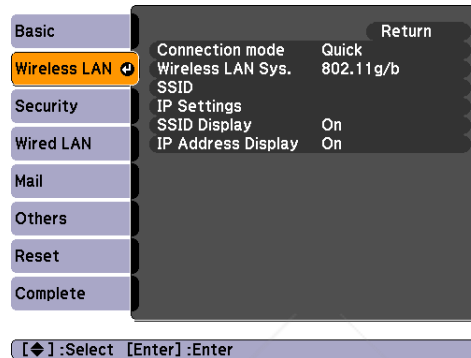 Basic
Wireless LAN
Security
Wired LAN
Mail
Others
Reset
Complete
Return
Connection mode Quick
Wireless LAN Sys. 802.11g/b
SSID
IP Settings
SSID Display On
IP Address Display On
[◆] :Select [Enter] :Enter